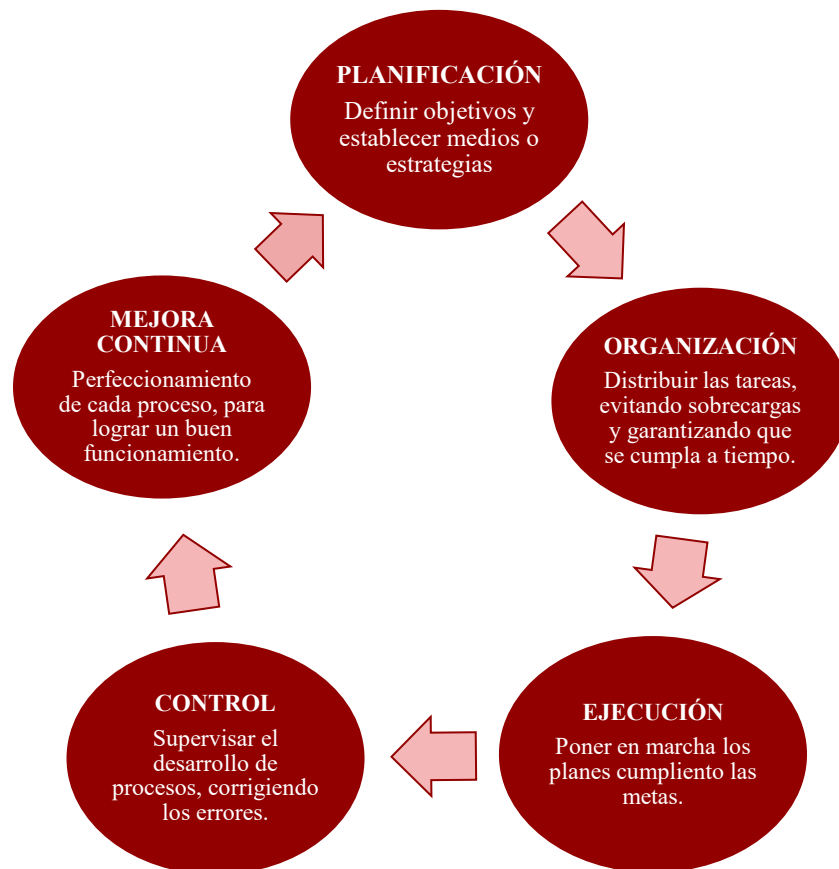 PLANIFICACIÓN
Definir objetivos y
establecer medios o
estrategias
ORGANIZACIÓN
Distribuir las tareas,
evitando sobrecargas
y garantizando que
se cumpla a tiempo.
EJECUCIÓN
Poner en marcha los
planes cumpliento las
metas.
CONTROL
Supervisar el
desarrollo de
procesos, corrigiendo
los errores.
MEJORA
CONTINUA
Perfeccionamiento
de cada proceso, para
lograr un buen
funcionamiento.